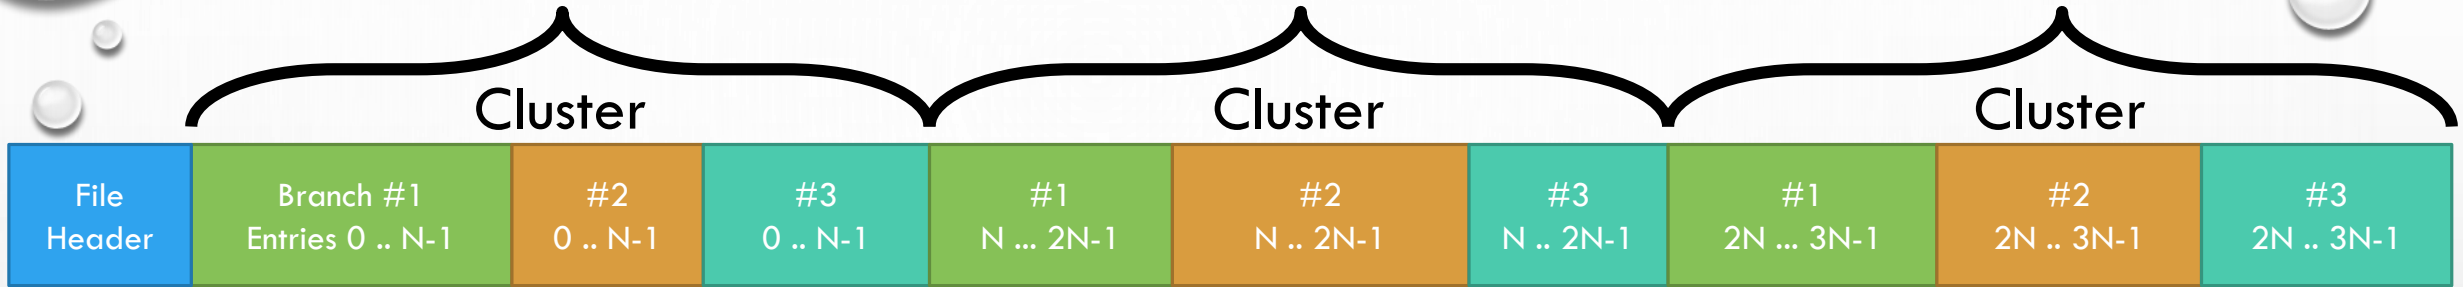 Cluster
Cluster
Cluster
File
Header
Branch #1
Entries 0 .. N-1
#2
0 .. N-1
#3
0 .. N-1
#1
N ... 2N-1
#2
N .. 2N-1
#3
N .. 2N-1
#1
2N ... 3N-1
#2
2N .. 3N-1
#3
2N .. 3N-1